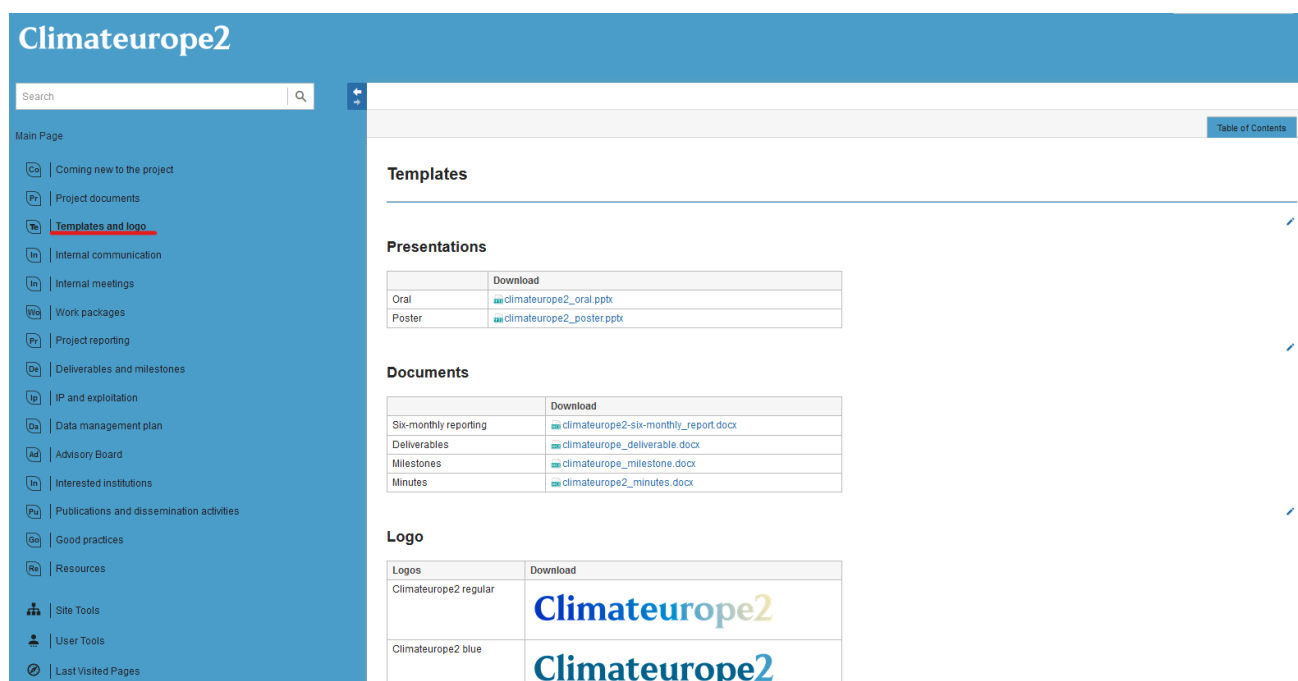 Climateurope2
Search
Main Page
Co Coming new to the project
Pr Project documents
Te Templates and logo
In Internal communication
In Internal meetings
Wo Work packages
Pr Project reporting
De Deliverables and milestones
Ip IP and exploitation
Da Data management plan
Ad Advisory Board
In Interested institutions
Pu Publications and dissemination activities
Go Good practices
Re Resources
Site Tools
User Tools
Last Visited Pages
Table of Contents
Templates
Presentations
Download
Oral climateurope2_oral.pptx
Poster climateurope2_poster.pptx
Documents
Download
Six-monthly reporting climateurope2-six-monthly_report.docx
Deliverables climateurope_deliverable.docx
Milestones climateurope_milestone.docx
Minutes climateurope2_minutes.docx
Logo
Logos Download
Climateurope2 regular Climateurope2
Climateurope2 blue Climateurope2